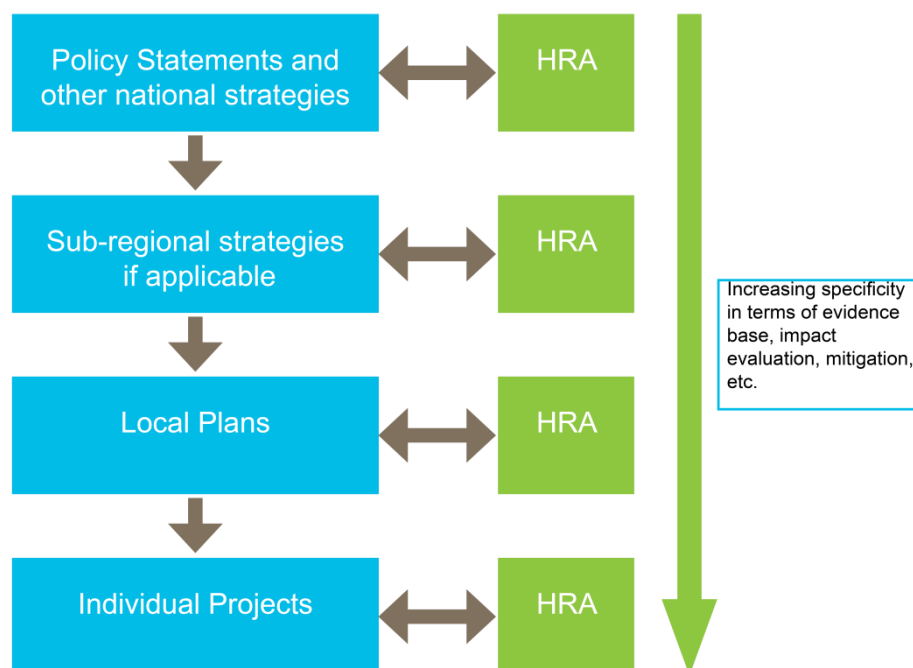 Policy Statements and
other national strategies
HRA
Sub-regional strategies
if applicable
HRA
Local Plans
HRA
Individual Projects
HRA
Increasing specificity
in terms of evidence
base, impact
evaluation, mitigation,
etc.